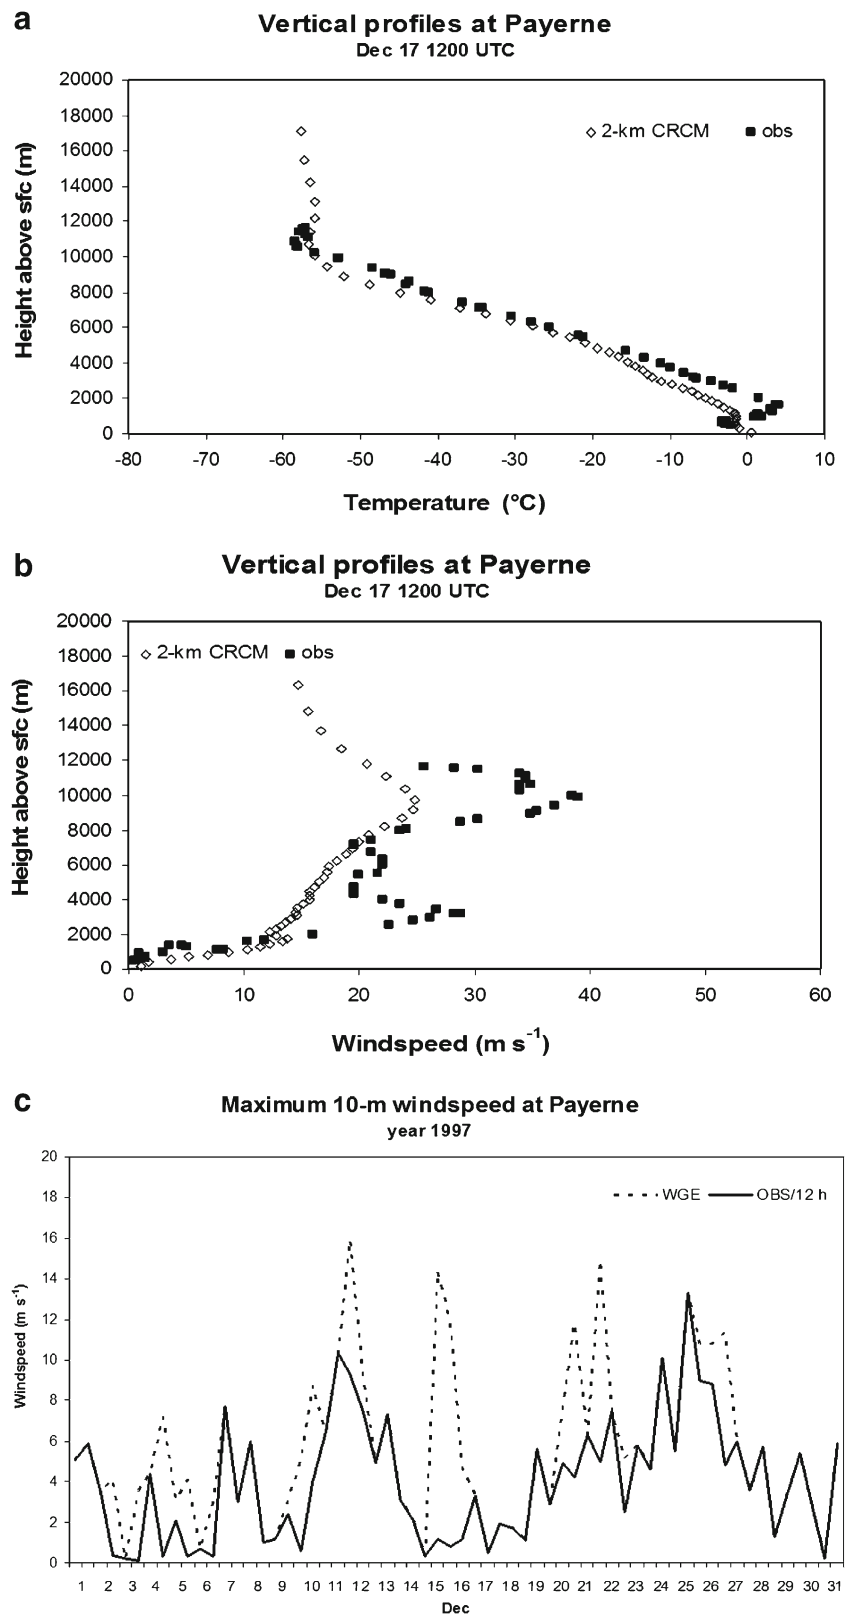 a
Vertical profiles at Payerne
Dec 17 1200 UTC
Height above sfc (m)
20000
18000
16000
14000
12000
10000
8000
6000
4000
2000
0
2-km CRCM
obs
-80 -70 -60 -50 -40 -30 -20 -10 0 10
Temperature (°C)
b
Vertical profiles at Payerne
Dec 17 1200 UTC
Height above sfc (m)
20000
18000
16000
14000
12000
10000
8000
6000
4000
2000
0
2-km CRCM
obs
0 10 20 30 40 50 60
Windspeed (m s⁻¹)
c
Maximum 10-m windspeed at Payerne
year 1997
Windspeed (m s⁻¹)
20
18
16
14
12
10
8
6
4
2
0
WGE
OBS/12 h
1 2 3 4 5 6 7 8 9 10 11 12 13 14 15 16 17 18 19 20 21 22 23 24 25 26 27 28 29 30 31
Dec